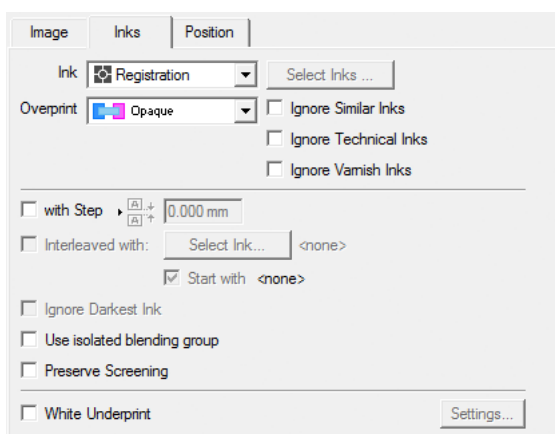 Image Inks Position
Ink Registration Select Inks ...
Overprint Opaque Ignore Similar Inks
Ignore Technical Inks
Ignore Varnish Inks
with Step A A 0.000 mm
Interleaved with: Select Ink... <none>
Start with <none>
Ignore Darkest Ink
Use isolated blending group
Preserve Screening
White Underprint Settings...